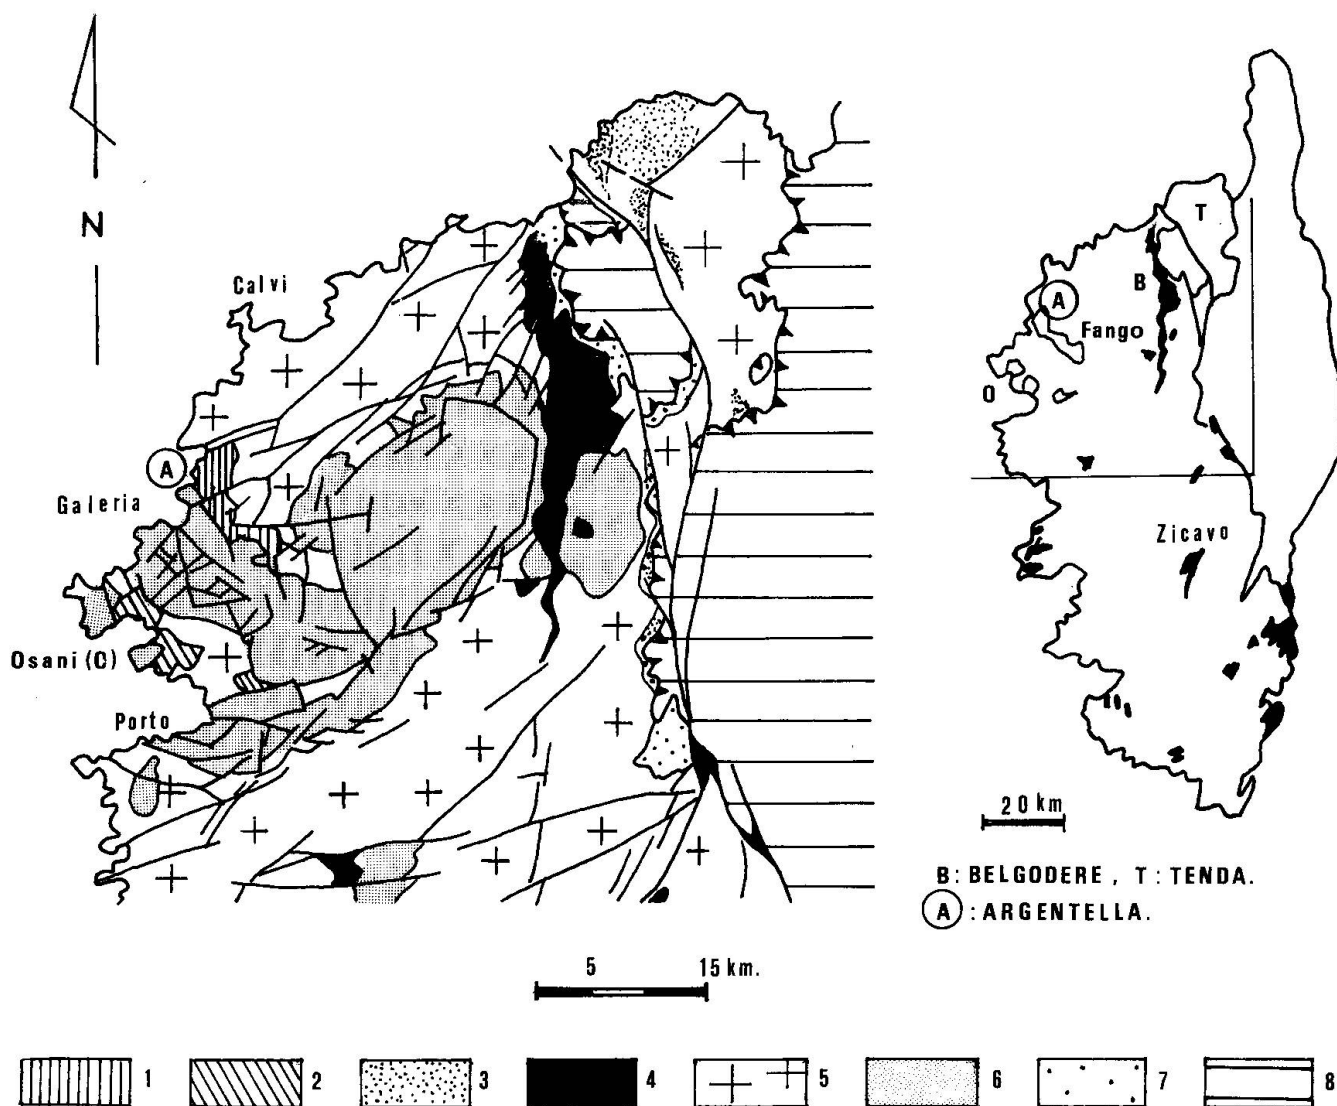 N
Calvi
A
Galeria
Osani (O)
Porto
T
B
A
Fango
O
Zicavo
20 km
B: BELGODERE, T: TENDA.
A : ARGENTELLA.
5 15 km.
1 2 3 4 5 6 7 8